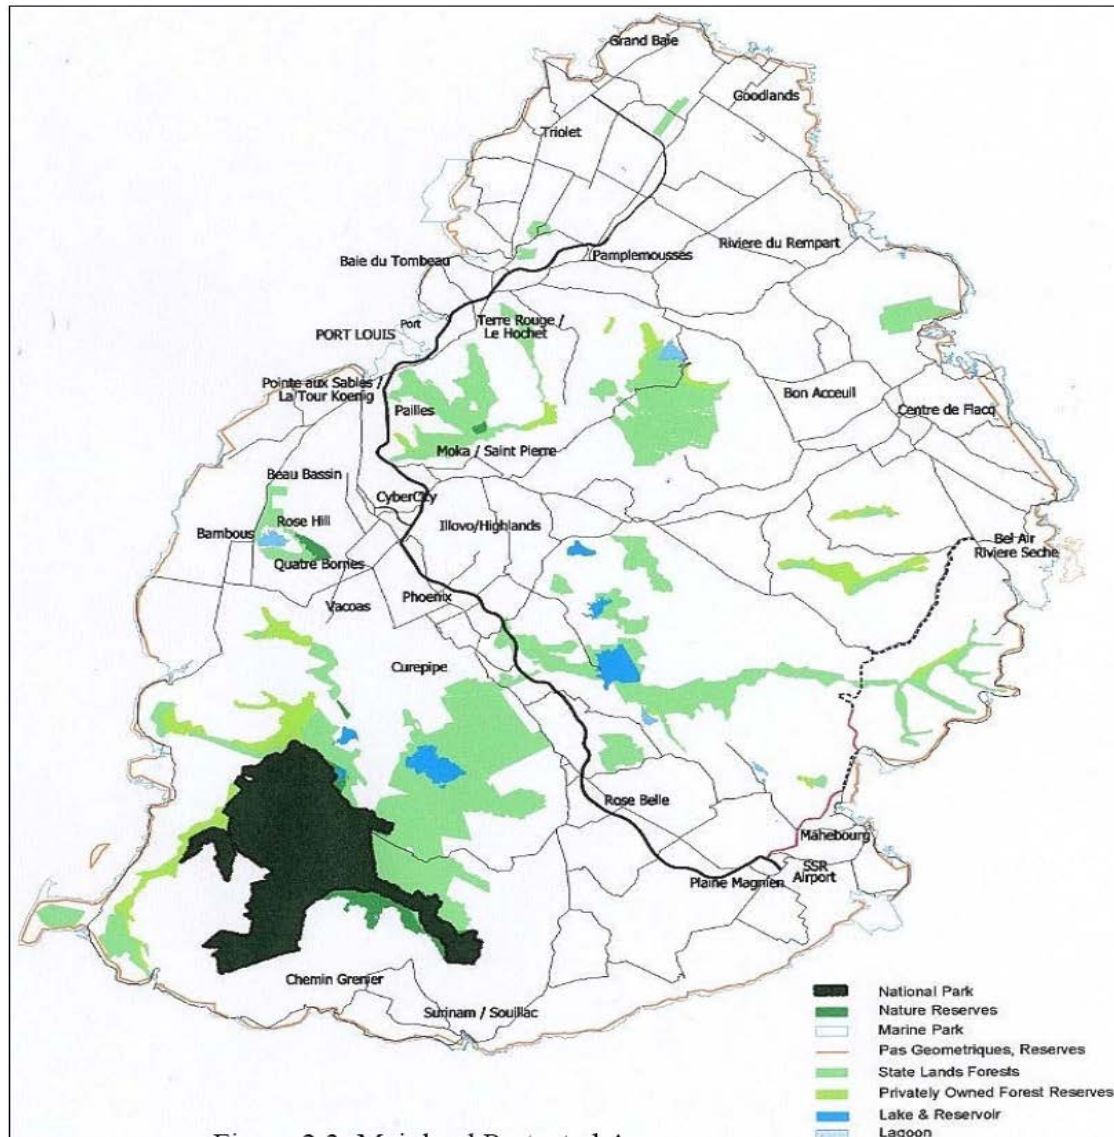 Grand Baie
Goodlands
Triolet
Riviere du Rempart
Pamplemousses
Baie du Tombeau
Port
PORT LOUIS
Terre Rouge /
Le Hochet
Pointe aux Sables /
La Tour Koenig
Pailles
Bon Acceuil
Centre de Flacq
Moka / Saint Pierre
Beau Bassin
CyberCity
Rose Hill
Illovo/Highlands
Bambous
Bel Air
Riviere Seche
Quatre Bornes
Phoenix
Vacoas
Curepipe
Rose Belle
Mahebourg
SSR
Airport
Plaine Magnien
Chemin Grenier
Surinam / Souillac
National Park
Nature Reserves
Marine Park
Pas Geometriques, Reserves
State Lands Forests
Privately Owned Forest Reserves
Lake & Reservoir
Lagoon